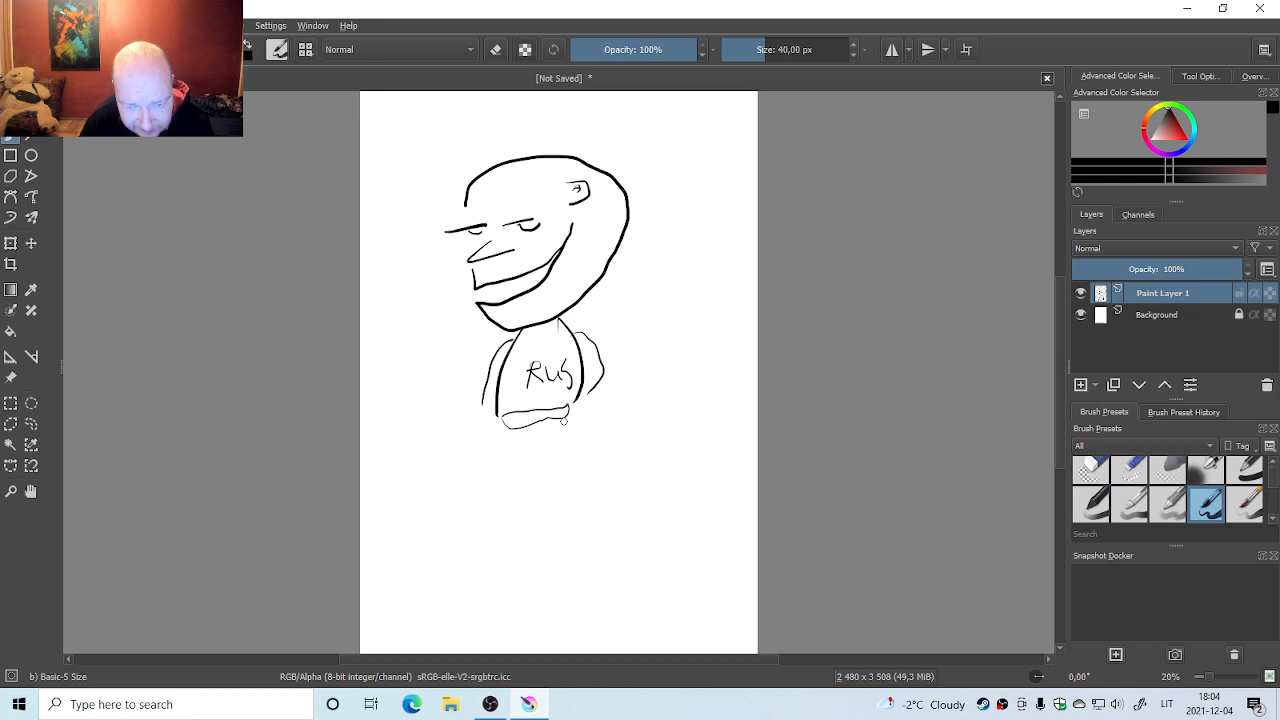 Settings Window Help
Normal Opacity: 100% Size: 40,00 px
[Not Saved] *
Advanced Color Sele... Tool Opti... Overv...
Advanced Color Selector
Layers Channels
Layers
Normal
Opacity: 100%
Paint Layer 1
Background
RUS
Brush Presets Brush Preset History
Brush Presets
All Tag
Search
Snapshot Docker
b) Basic-5 Size RGB/Alpha (8-bit integer/channel) sRGB-elle-V2-srgbtrc.icc 2 480 x 3 508 (49,3 MiB) 0,00° 20%
Type here to search -2°C Cloudy LIT 18:04
2021-12-04 2